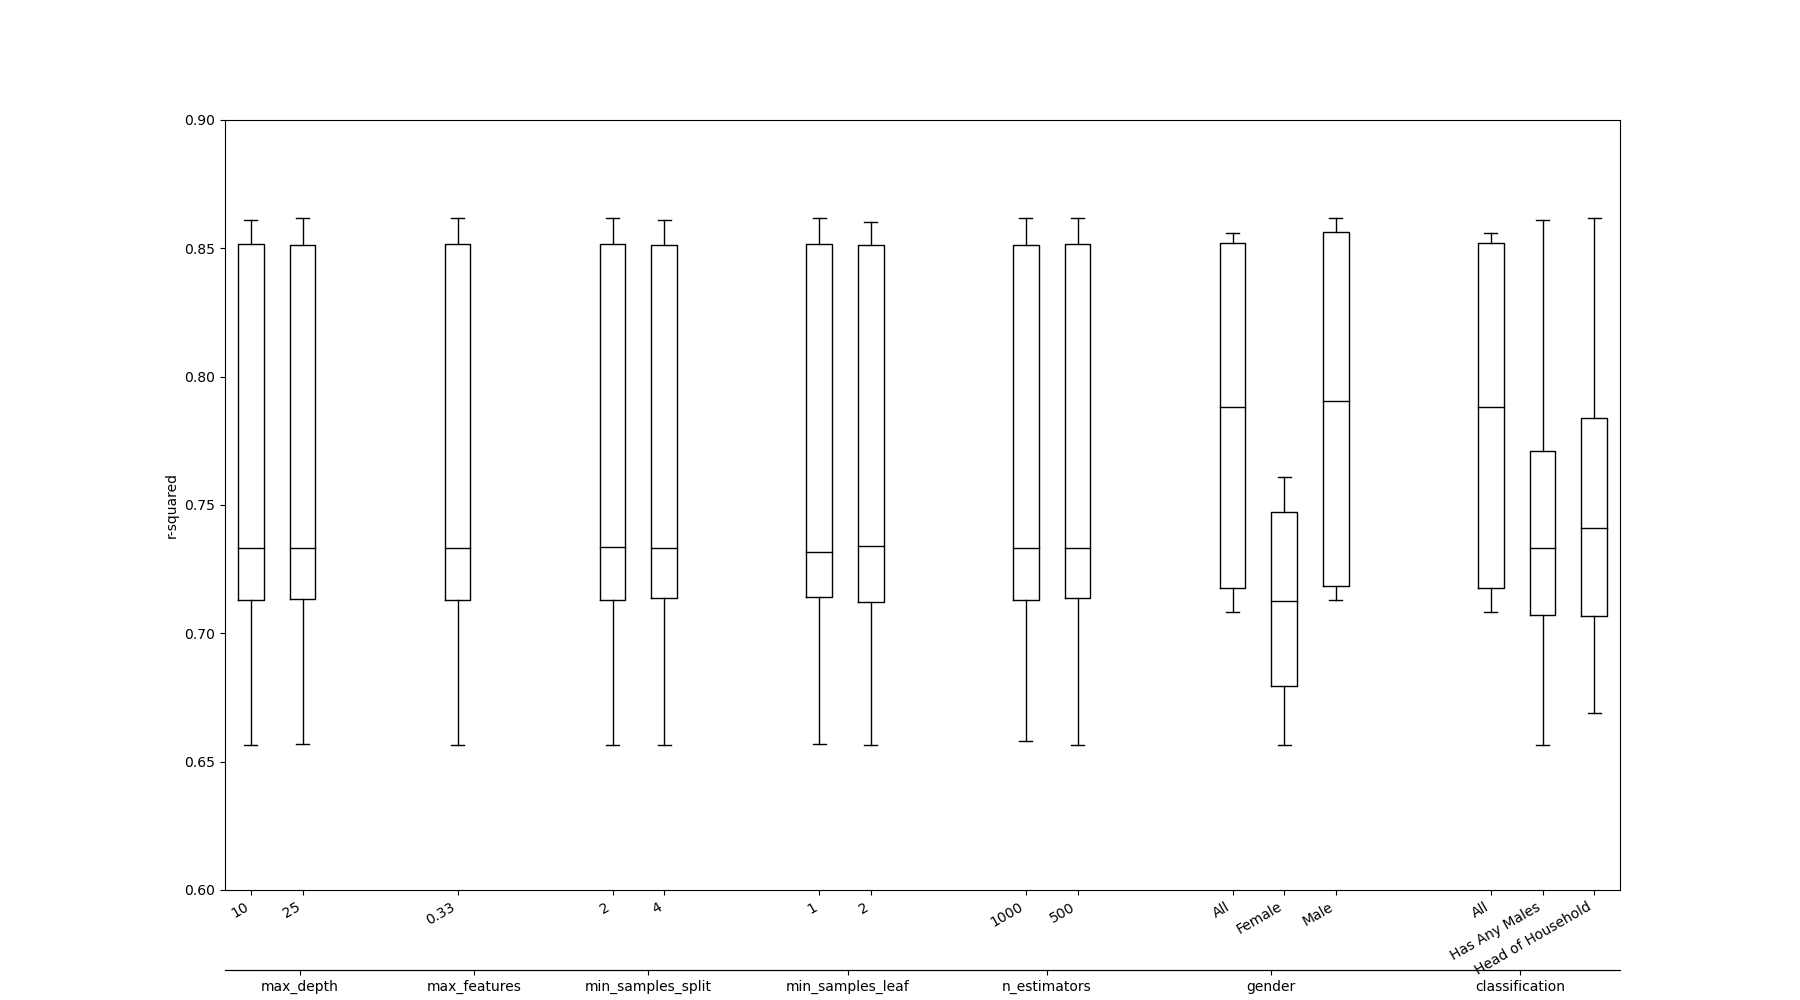 0.90
0.85
0.80
0.75
0.70
0.65
0.60
r-squared
10 25 0.33 2 4 1 2 1000 500 All Female Male All Has Any Males Head of Household
max_depth max_features min_samples_split min_samples_leaf n_estimators gender classification